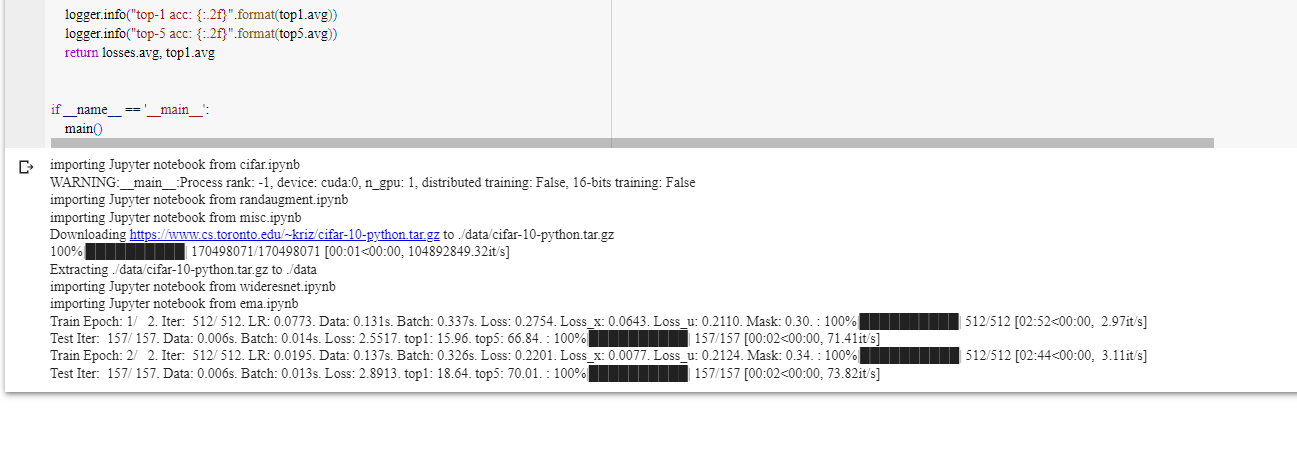 logger.info("top-1 acc: {:.2f}".format(top1.avg))
logger.info("top-5 acc: {:.2f}".format(top5.avg))
return losses.avg, top1.avg
if __name__ == '__main__':
main()
importing Jupyter notebook from cifar.ipynb
WARNING:__main__:Process rank: -1, device: cuda:0, n_gpu: 1, distributed training: False, 16-bits training: False
importing Jupyter notebook from randaugment.ipynb
importing Jupyter notebook from misc.ipynb
Downloading https://www.cs.toronto.edu/~kriz/cifar-10-python.tar.gz to ./data/cifar-10-python.tar.gz
100%|██████████| 170498071/170498071 [00:01<00:00, 104892849.32it/s]
Extracting ./data/cifar-10-python.tar.gz to ./data
importing Jupyter notebook from wideresnet.ipynb
importing Jupyter notebook from ema.ipynb
Train Epoch: 1/   2. Iter:  512/ 512. LR: 0.0773. Data: 0.131s. Batch: 0.337s. Loss: 0.2754. Loss_x: 0.0643. Loss_u: 0.2110. Mask: 0.30. : 100%|██████████| 512/512 [02:52<00:00,  2.97it/s]
Test Iter:  157/ 157. Data: 0.006s. Batch: 0.014s. Loss: 2.5517. top1: 15.96. top5: 66.84. : 100%|██████████| 157/157 [00:02<00:00, 71.41it/s]
Train Epoch: 2/   2. Iter:  512/ 512. LR: 0.0195. Data: 0.137s. Batch: 0.326s. Loss: 0.2201. Loss_x: 0.0077. Loss_u: 0.2124. Mask: 0.34. : 100%|██████████| 512/512 [02:44<00:00,  3.11it/s]
Test Iter:  157/ 157. Data: 0.006s. Batch: 0.013s. Loss: 2.8913. top1: 18.64. top5: 70.01. : 100%|██████████| 157/157 [00:02<00:00, 73.82it/s]